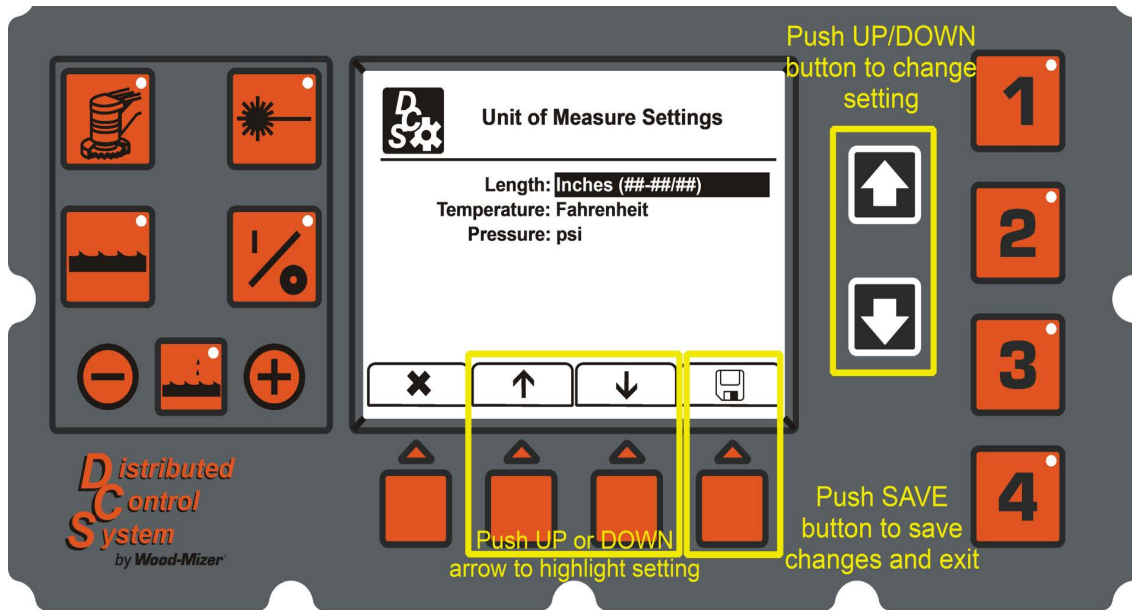 Push UP/DOWN
button to change
setting
1
DCS
Unit of Measure Settings
Length: Inches (##-##/##)
Temperature: Fahrenheit
Pressure: psi
2
3
4
Distributed
Control
System
by Wood-Mizer®
Push UP or DOWN
arrow to highlight setting
Push SAVE
button to save
changes and exit